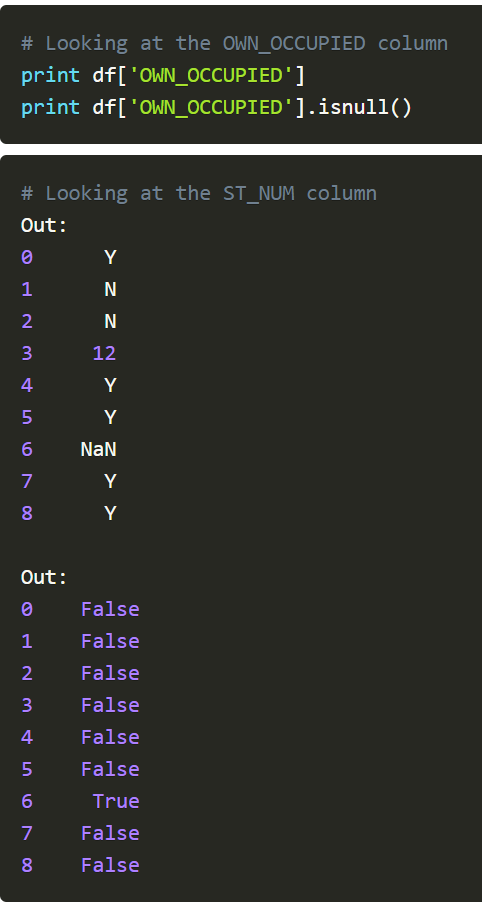 # Looking at the OWN_OCCUPIED column
print df['OWN_OCCUPIED']
print df['OWN_OCCUPIED'].isnull()
# Looking at the ST_NUM column
Out:
0      Y
1      N
2      N
3     12
4      Y
5      Y
6    NaN
7      Y
8      Y
Out:
0    False
1    False
2    False
3    False
4    False
5    False
6     True
7    False
8    False